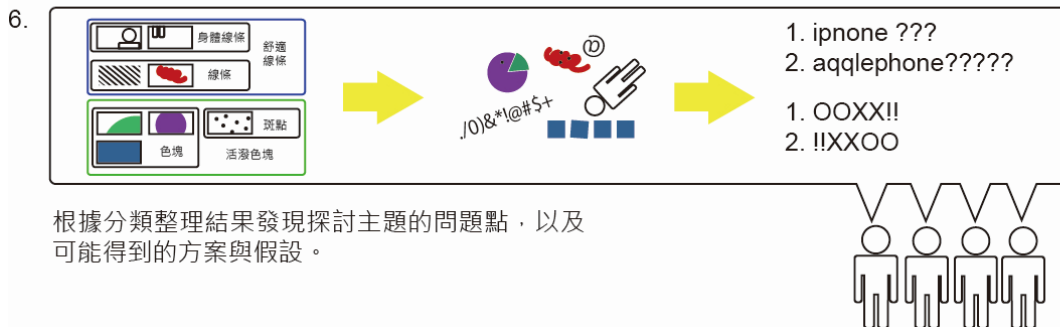 6.
身體線條
舒適
線條
線條
斑點
色塊
活潑色塊
@
./0)&*!@#$+
1. ipnone ???
2. aqqlephone?????
1. OOXX!!
2. !!XXOO
根據分類整理結果發現探討主題的問題點，以及
可能得到的方案與假設。